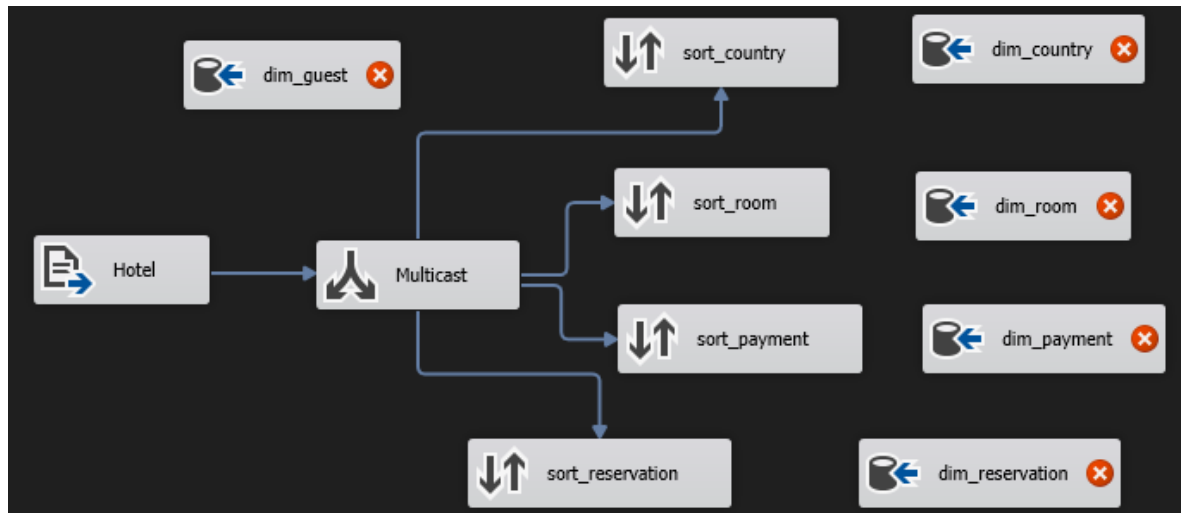 dim_guest
sort_country
dim_country
sort_room
dim_room
Hotel
Multicast
sort_payment
dim_payment
sort_reservation
dim_reservation